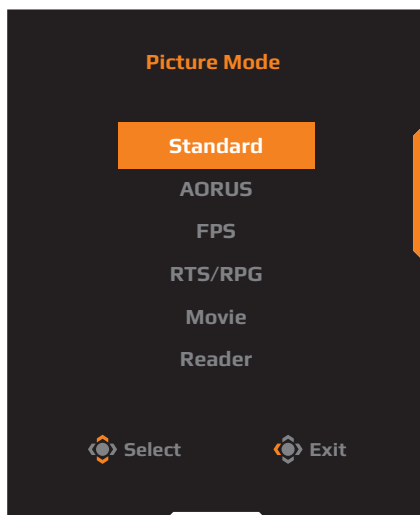 Picture Mode
Standard
AORUS
FPS
RTS/RPG
Movie
Reader
Select Exit